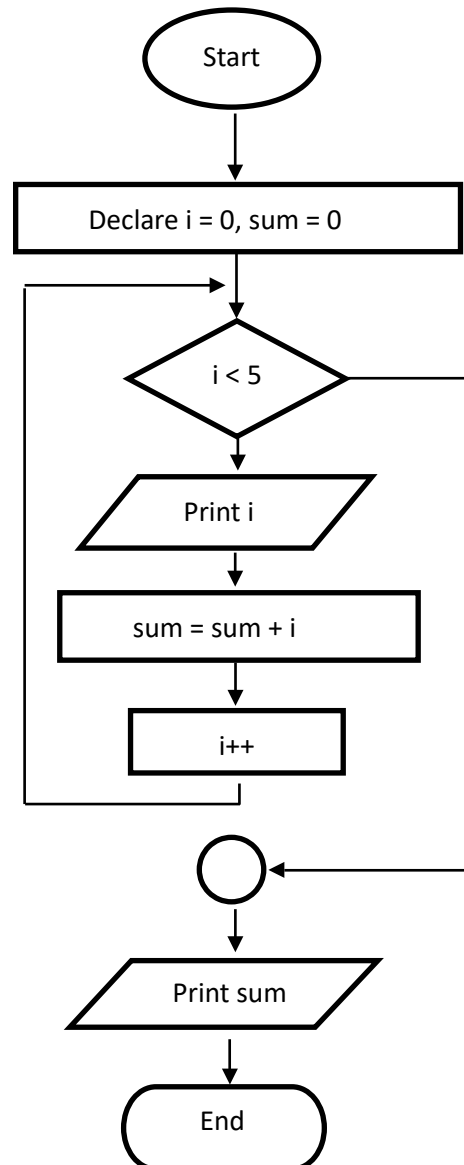 Start
Declare i = 0, sum = 0
i < 5
Print i
sum = sum + i
i++
Print sum
End